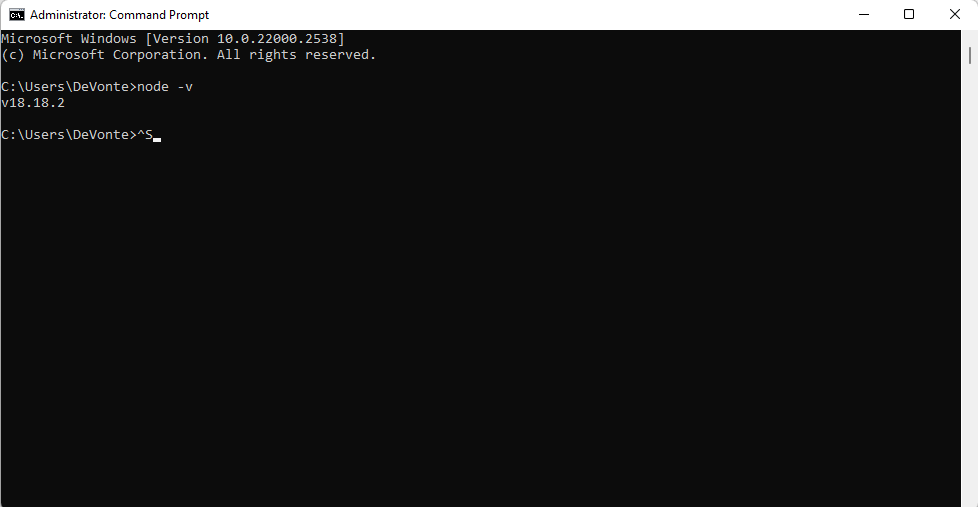 Administrator: Command Prompt
Microsoft Windows [Version 10.0.22000.2538]
(c) Microsoft Corporation. All rights reserved.
C:\Users\DeVonte>node -v
v18.18.2
C:\Users\DeVonte>^S